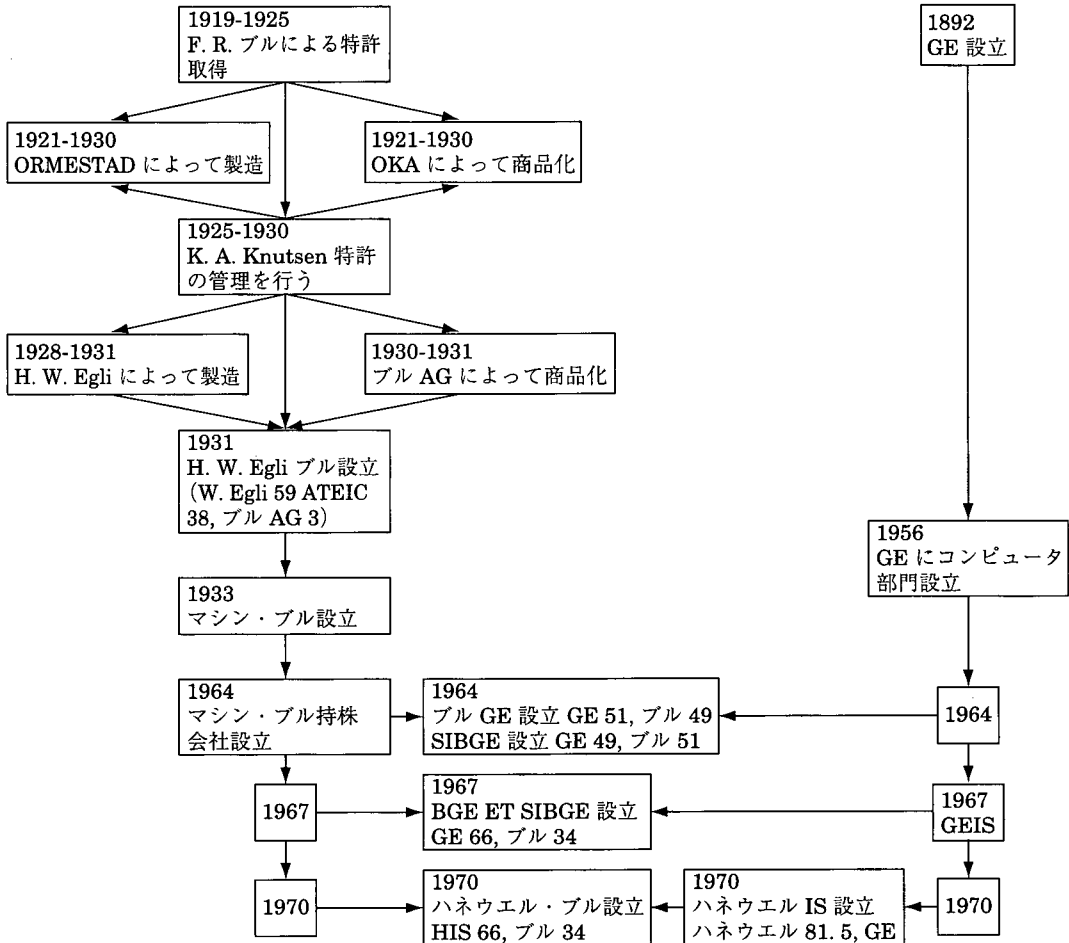 1919-1925
F. R. ブルによる特許
取得
1892
GE 設立
1921-1930
ORMESTAD によって製造
1921-1930
OKA によって商品化
1925-1930
K. A. Knutsen 特許
の管理を行う
1928-1931
H. W. Egli によって製造
1930-1931
ブル AG によって商品化
1931
H. W. Egli ブル設立
（W. Egli 59 ATEIC
38, ブル AG 3）
1956
GE にコンピュータ
部門設立
1933
マシン・ブル設立
1964
マシン・ブル持株
会社設立
1964
ブル GE 設立 GE 51, ブル 49
SIBGE 設立 GE 49, ブル 51
1964
1967
1967
BGE ET SIBGE 設立
GE 66, ブル 34
1967
GEIS
1970
1970
ハネウエル・ブル設立
HIS 66, ブル 34
1970
ハネウエル IS 設立
ハネウエル 81. 5, GE
1970